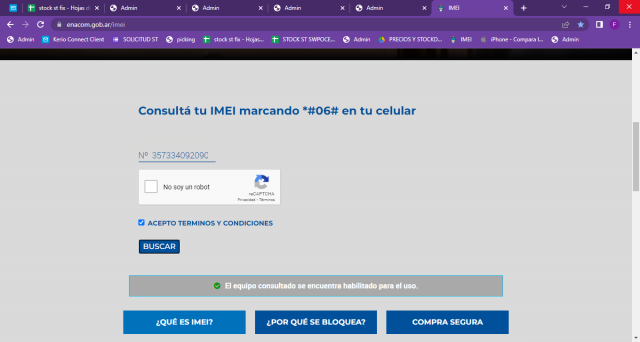 stock st fix - Hojas d
Admin
Admin
Admin
Admin
IMEI
enacom.gob.ar/imei
F
Admin
Kerio Connect Client
SOLICITUD ST
picking
stock st fix - Hojas...
STOCK ST SWPOCE...
Admin
PRECIOS Y STOCKD...
IMEI
iPhone - Compara l...
Admin
Consultá tu IMEI marcando *#06# en tu celular
Nº 35733409209
No soy un robot
reCAPTCHA
Privacidad - Términos
ACEPTO TERMINOS Y CONDICIONES
BUSCAR
El equipo consultado se encuentra habilitado para el uso.
¿QUÉ ES IMEI?
¿POR QUÉ SE BLOQUEA?
COMPRA SEGURA